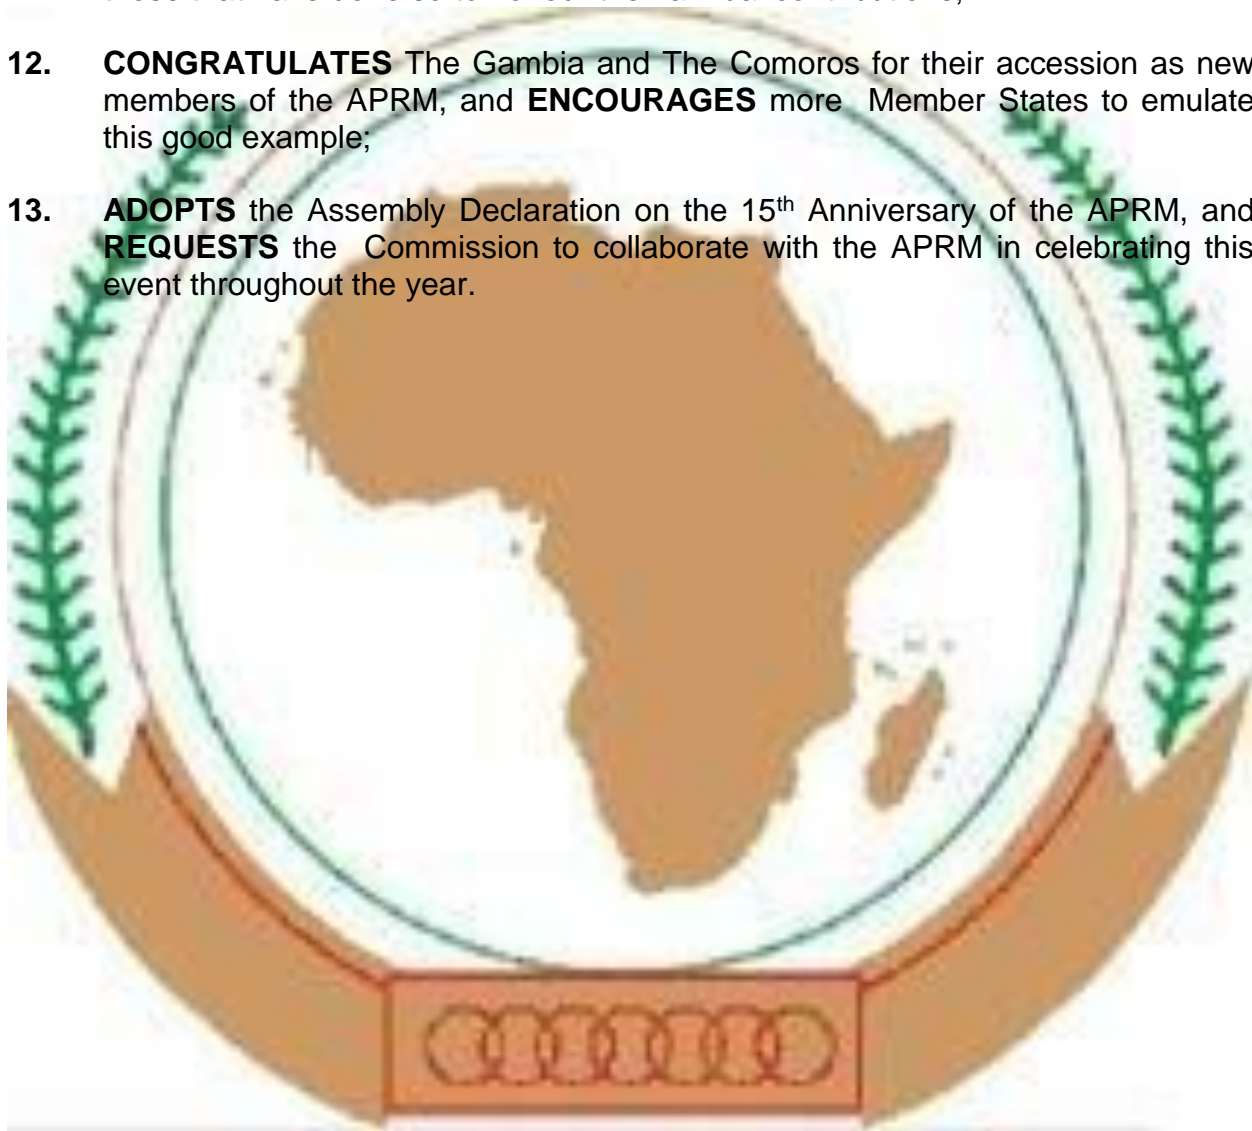 12. CONGRATULATES The Gambia and The Comoros for their accession as new
members of the APRM, and ENCOURAGES more Member States to emulate
this good example;
13. ADOPTS the Assembly Declaration on the 15th Anniversary of the APRM, and
REQUESTS the Commission to collaborate with the APRM in celebrating this
event throughout the year.